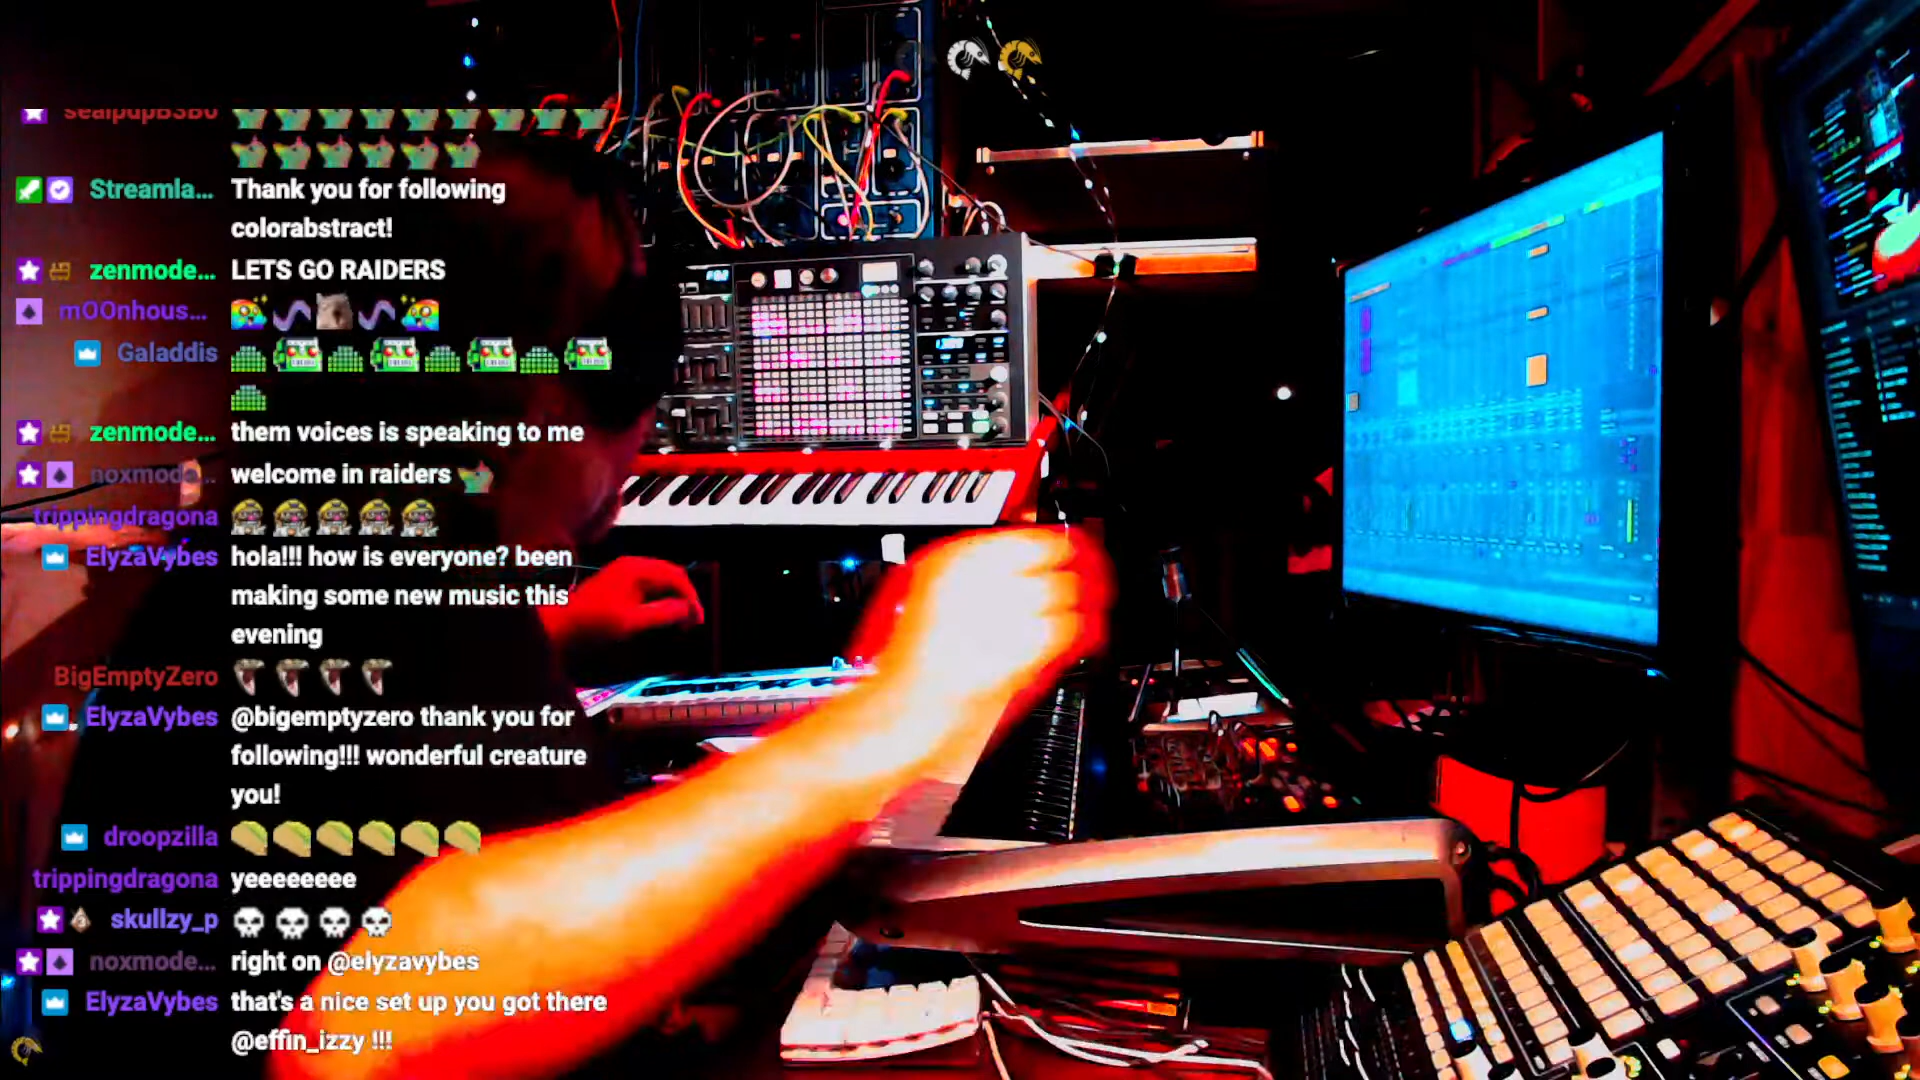 Streamla... Thank you for following
colorabstract!
zenmode... LETS GO RAIDERS
mOOnhous...
Galaddis
zenmode... them voices is speaking to me
noxmode... welcome in raiders
trippingdragona
ElyzaVybes hola!!! how is everyone? been
making some new music this
evening
BigEmptyZero
ElyzaVybes @bigemptyzero thank you for
following!!! wonderful creature
you!
droopzilla
trippingdragona yeeeeeeee
skullzy_p
noxmode... right on @elyzavybes
ElyzaVybes that's a nice set up you got there
@effin_izzy !!!